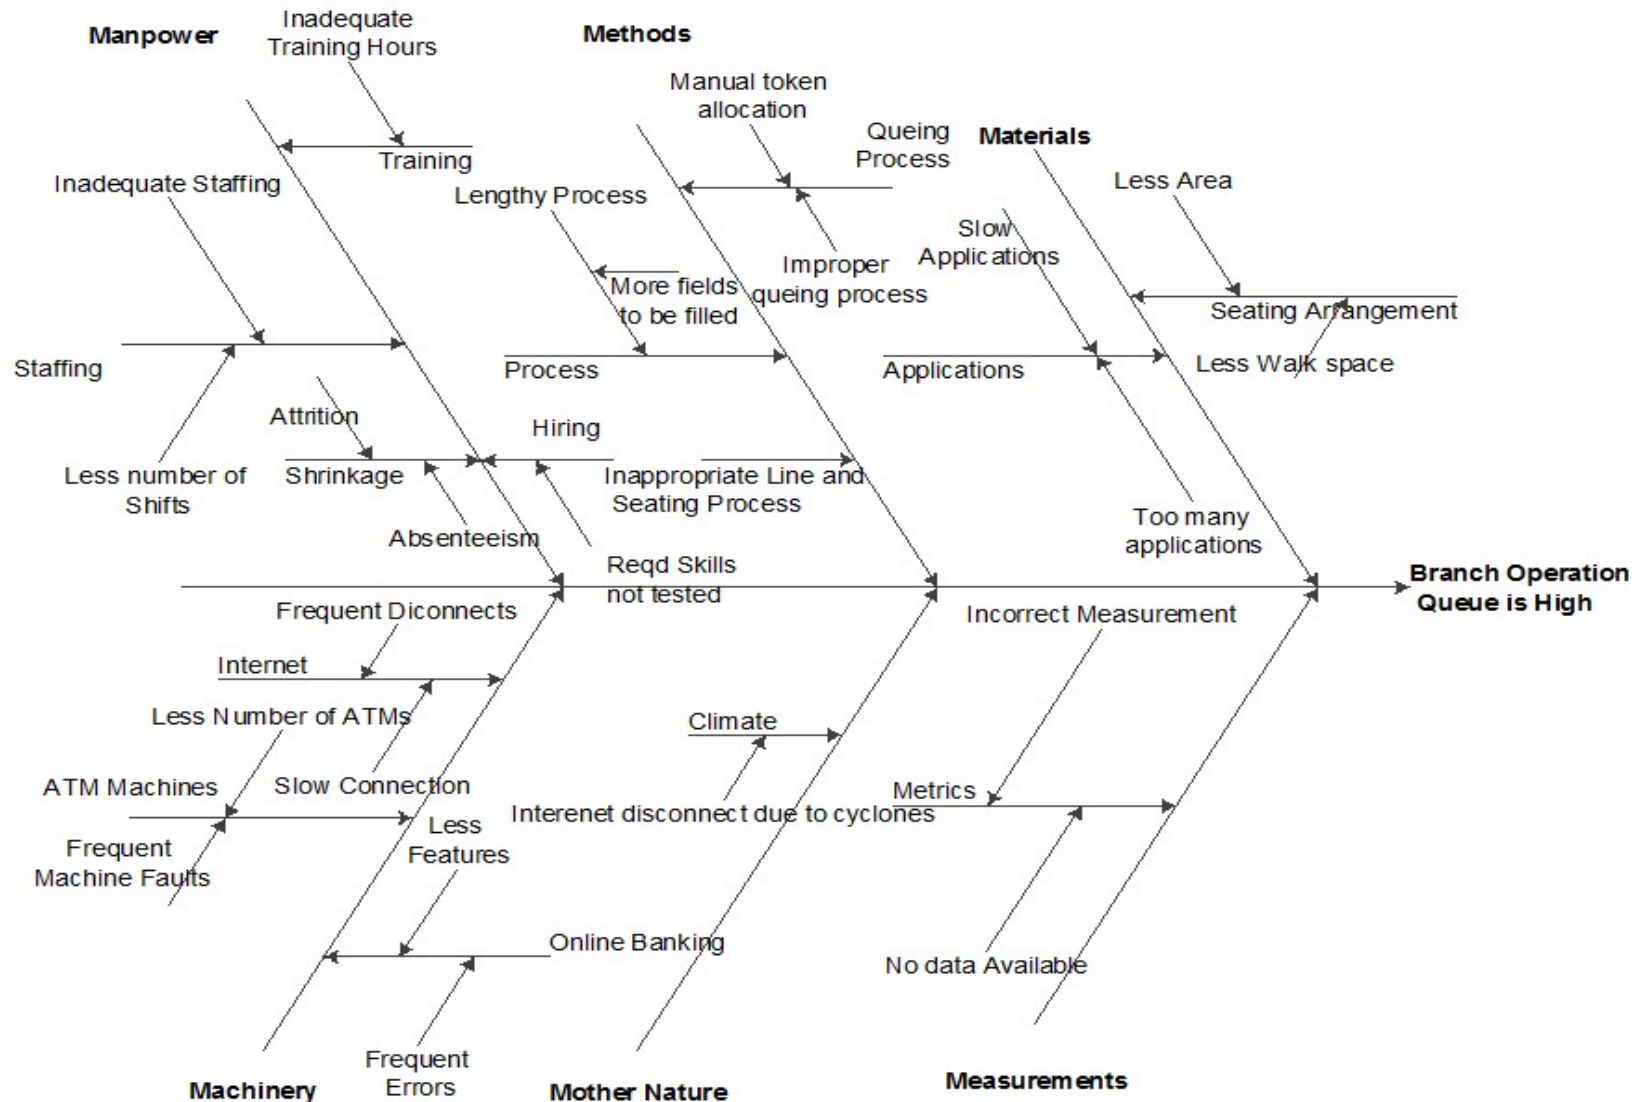 Manpower
Inadequate
Training Hours
Methods
Manual token
allocation
Queing
Process
Materials
Training
Inadequate Staffing
Lengthy Process
Less Area
Slow
Applications
Improper
queing process
More fields
to be filled
Seating Arrangement
Staffing
Process
Applications
Less Walk space
Attrition
Hiring
Less number of
Shifts
Shrinkage
Inappropriate Line and
Seating Process
Absenteeism
Too many
applications
Reqd Skills
not tested
Branch Operation
Queue is High
Frequent Diconnects
Incorrect Measurement
Internet
Less Number of ATMs
Climate
ATM Machines
Slow Connection
Metrics
Interenet disconnect due to cyclones
Less
Features
Frequent
Machine Faults
Online Banking
No data Available
Frequent
Errors
Machinery
Mother Nature
Measurements